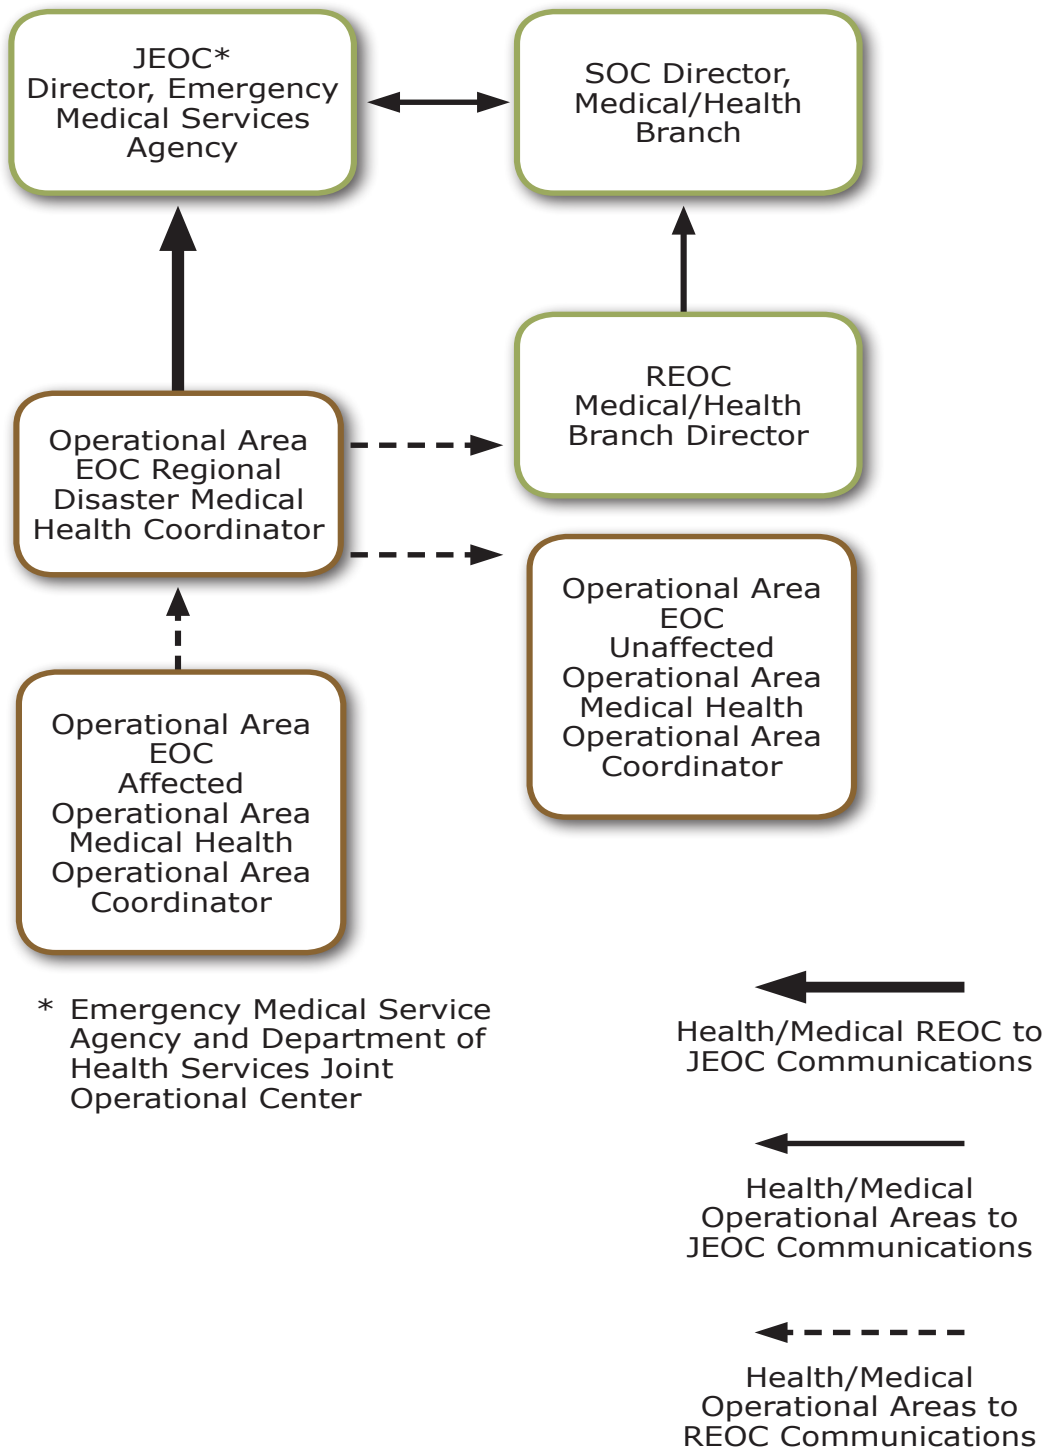 JEOC*
Director, Emergency
Medical Services
Agency
SOC Director,
Medical/Health
Branch
REOC
Medical/Health
Branch Director
Operational Area
EOC Regional
Disaster Medical
Health Coordinator
Operational Area
EOC
Unaffected
Operational Area
Medical Health
Operational Area
Coordinator
Operational Area
EOC
Affected
Operational Area
Medical Health
Operational Area
Coordinator
* Emergency Medical Service
Agency and Department of
Health Services Joint
Operational Center
Health/Medical REOC to
JEOC Communications
Health/Medical
Operational Areas to
JEOC Communications
Health/Medical
Operational Areas to
REOC Communications